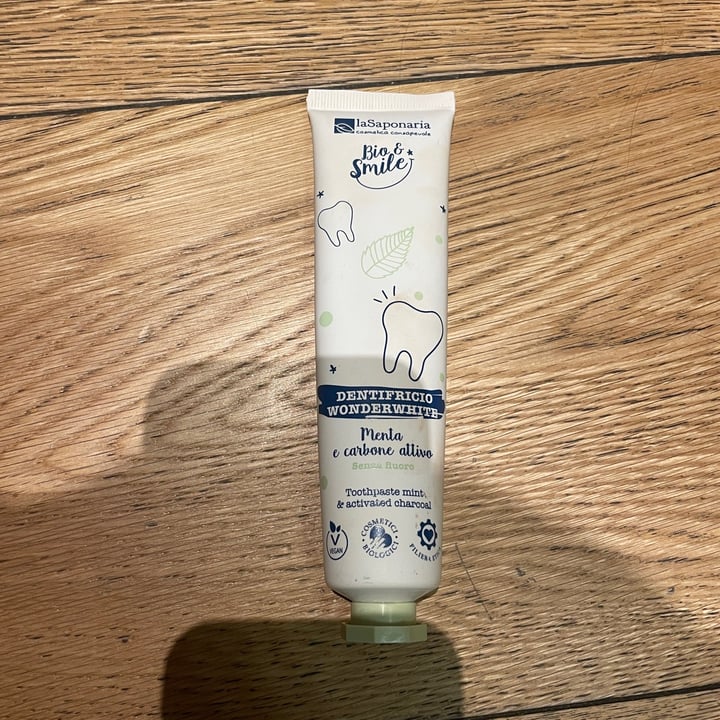 laSaponaria
cosmetica consapevole
Bio &
Smile
DENTIFRICIO
WONDERWHITE
Menta
e carbone attivo
Senza fluoro
Toothpaste mint
& activated charcoal
VEGAN
COSMETICI
BIOLOGICI
FILIERA